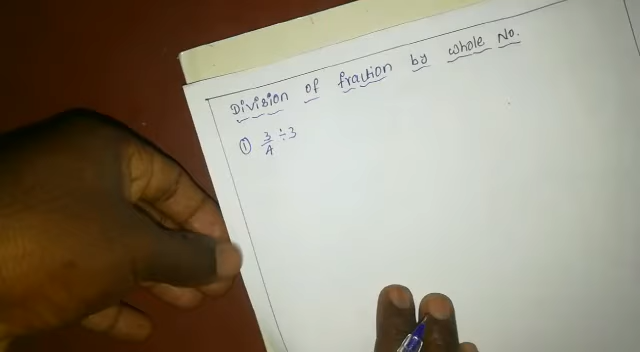 Division of fraction by whole No.
① 3/4 ÷ 3